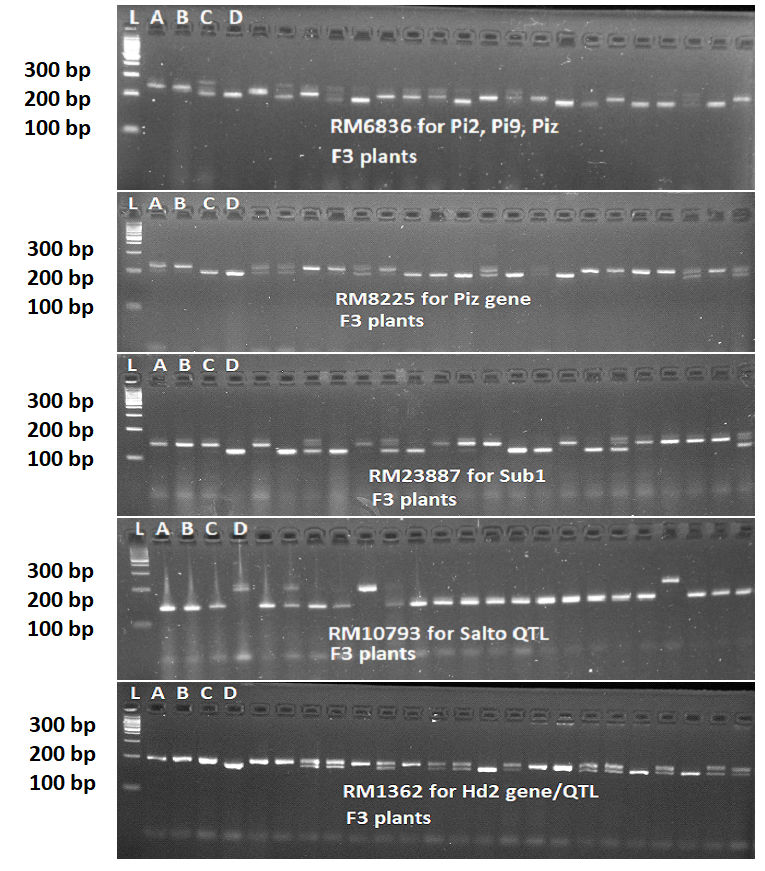 L A B C D
300 bp
200 bp
100 bp
RM6836 for Pi2, Pi9, Piz
F3 plants
L A B C D
300 bp
200 bp
100 bp
RM8225 for Piz gene
F3 plants
L A B C D
300 bp
200 bp
100 bp
RM23887 for Sub1
F3 plants
L A B C D
300 bp
200 bp
100 bp
RM10793 for Salto QTL
F3 plants
L A B C D
300 bp
200 bp
100 bp
RM1362 for Hd2 gene/QTL
F3 plants